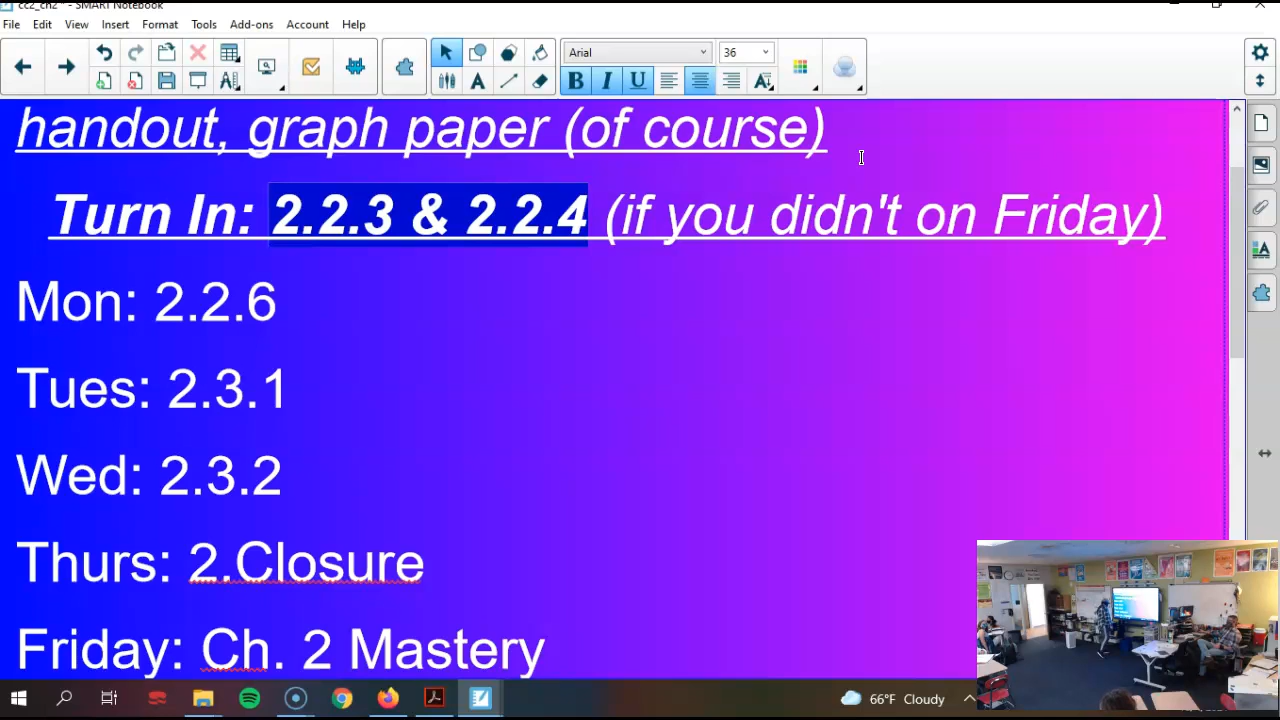 cc2_ch2 * - SMART Notebook
File Edit View Insert Format Tools Add-ons Account Help
Arial 36
B I U A
handout, graph paper (of course)
Turn In: 2.2.3 & 2.2.4 (if you didn't on Friday)
Mon: 2.2.6
Tues: 2.3.1
Wed: 2.3.2
Thurs: 2.Closure
Friday: Ch. 2 Mastery
66°F Cloudy